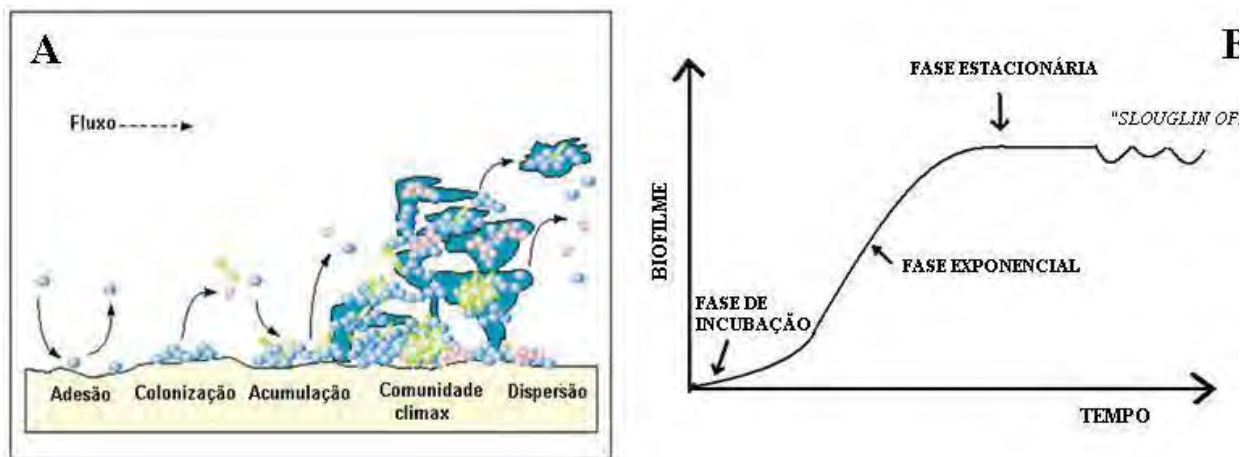 A
Fluxo
Adesão
Colonização
Acumulação
Comunidade
climax
Dispersão
FASE ESTACIONÁRIA
"SLOUGLIN OF
FASE EXPONENCIAL
FASE DE
INCUBAÇÃO
BIOFILME
TEMPO